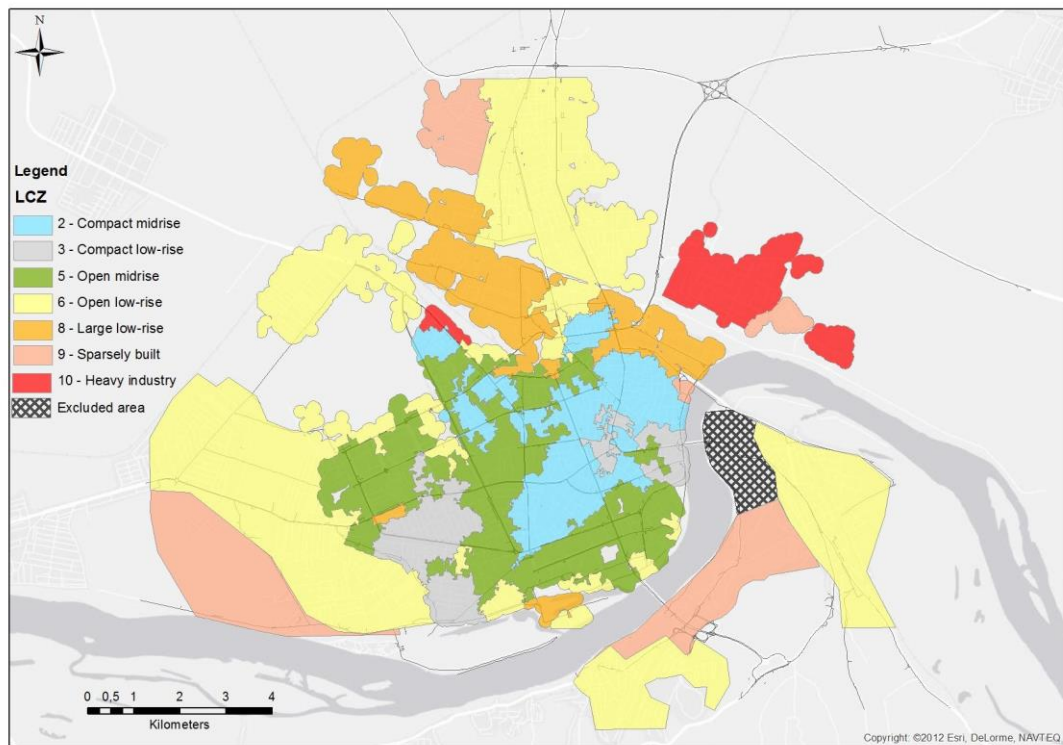 N
Legend
LCZ
2 - Compact midrise
3 - Compact low-rise
5 - Open midrise
6 - Open low-rise
8 - Large low-rise
9 - Sparsely built
10 - Heavy industry
Excluded area
0 0,5 1 2 3 4
Kilometers
Copyright: ©2012 Esri, DeLorme, NAVTEQ